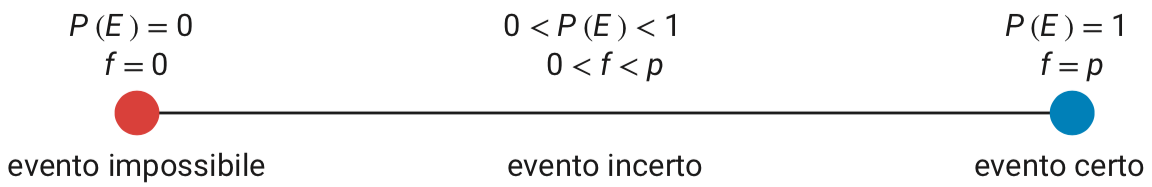 P (E) = 0
f = 0
0 < P (E) < 1
0 < f < p
P (E) = 1
f = p
evento impossibile
evento incerto
evento certo